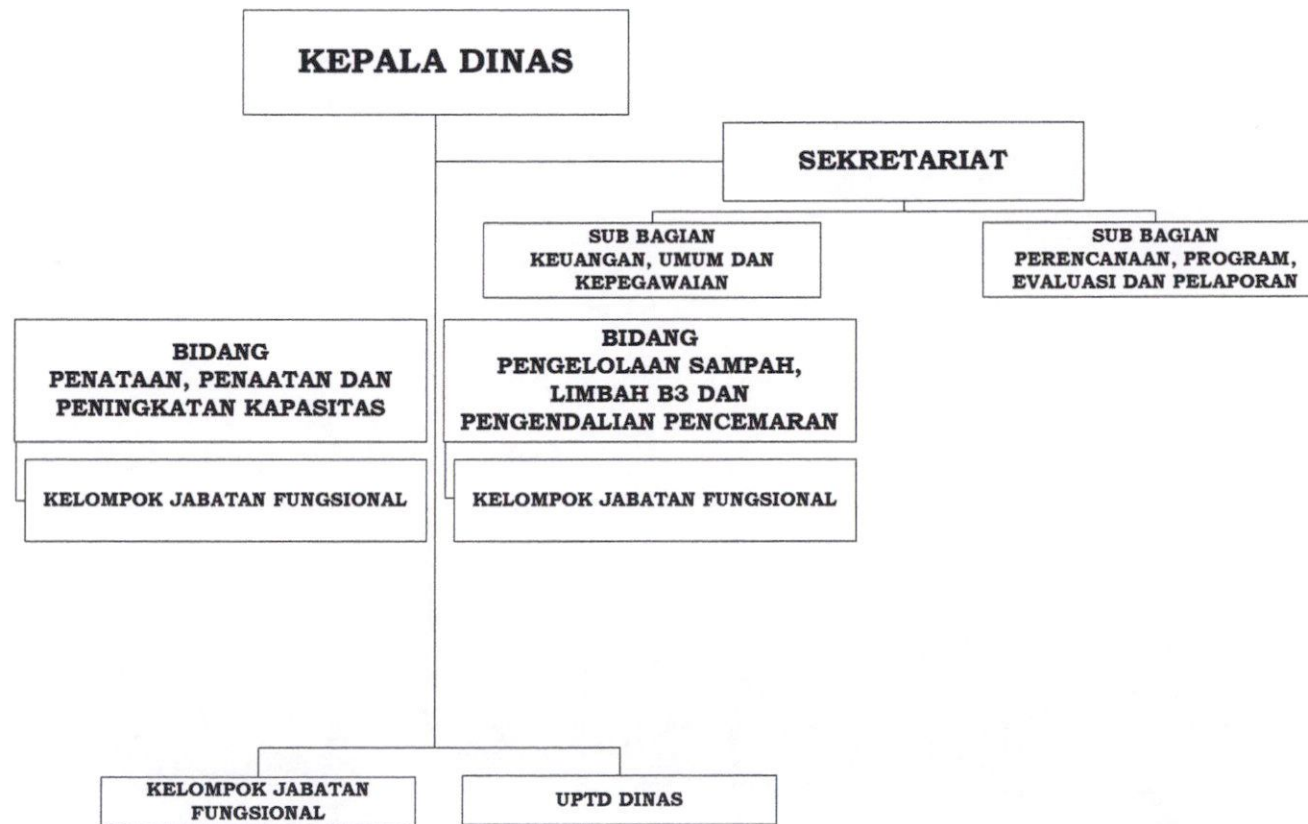 KEPALA DINAS
SEKRETARIAT
SUB BAGIAN
KEUANGAN, UMUM DAN
KEPEGAWAIAN
SUB BAGIAN
PERENCANAAN, PROGRAM,
EVALUASI DAN PELAPORAN
BIDANG
PENATAAN, PENAATAN DAN
PENINGKATAN KAPASITAS
BIDANG
PENGELOLAAN SAMPAH,
LIMBAH B3 DAN
PENGENDALIAN PENCEMARAN
KELOMPOK JABATAN FUNGSIONAL
KELOMPOK JABATAN FUNGSIONAL
KELOMPOK JABATAN
FUNGSIONAL
UPTD DINAS